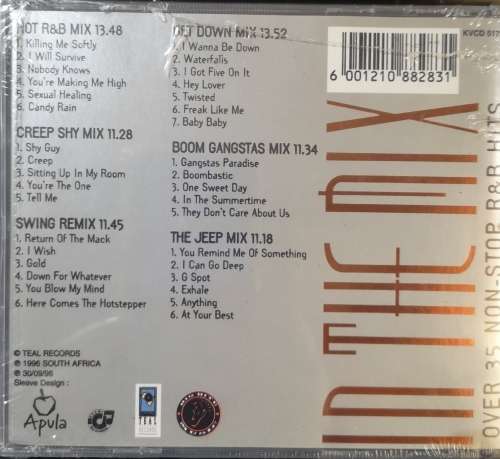 HOT R&B MIX 13.48
1. Killing Me Softly
2. I Will Survive
3. Nobody Knows
4. You're Making Me High
5. Sexual Healing
6. Candy Rain
CREEP SHY MIX 11.28
1. Shy Guy
2. Creep
3. Sitting Up In My Room
4. You're The One
5. Tell Me
SWING REMIX 11.45
1. Return Of The Mack
2. I Wish
3. Gold
4. Down For Whatever
5. You Blow My Mind
6. Here Comes The Hotstepper
GET DOWN MIX 13.52
1. I Wanna Be Down
2. Waterfalls
3. I Got Five On It
4. Hey Lover
5. Twisted
6. Freak Like Me
7. Baby Baby
BOOM GANGSTAS MIX 11.34
1. Gangstas Paradise
2. Boombastic
3. One Sweet Day
4. In The Summertime
5. They Don't Care About Us
THE JEEP MIX 11.18
1. You Remind Me Of Something
2. I Can Go Deep
3. G Spot
4. Exhale
5. Anything
6. At Your Best
KVCD 517
6 001210 882831
IN THE MIX
OVER 35 NON-STOP R&B HITS
© TEAL RECORDS
℗ 1996 SOUTH AFRICA
℗ 30/09/96
Sleeve Design :
Apula
TEAL
RECORDS